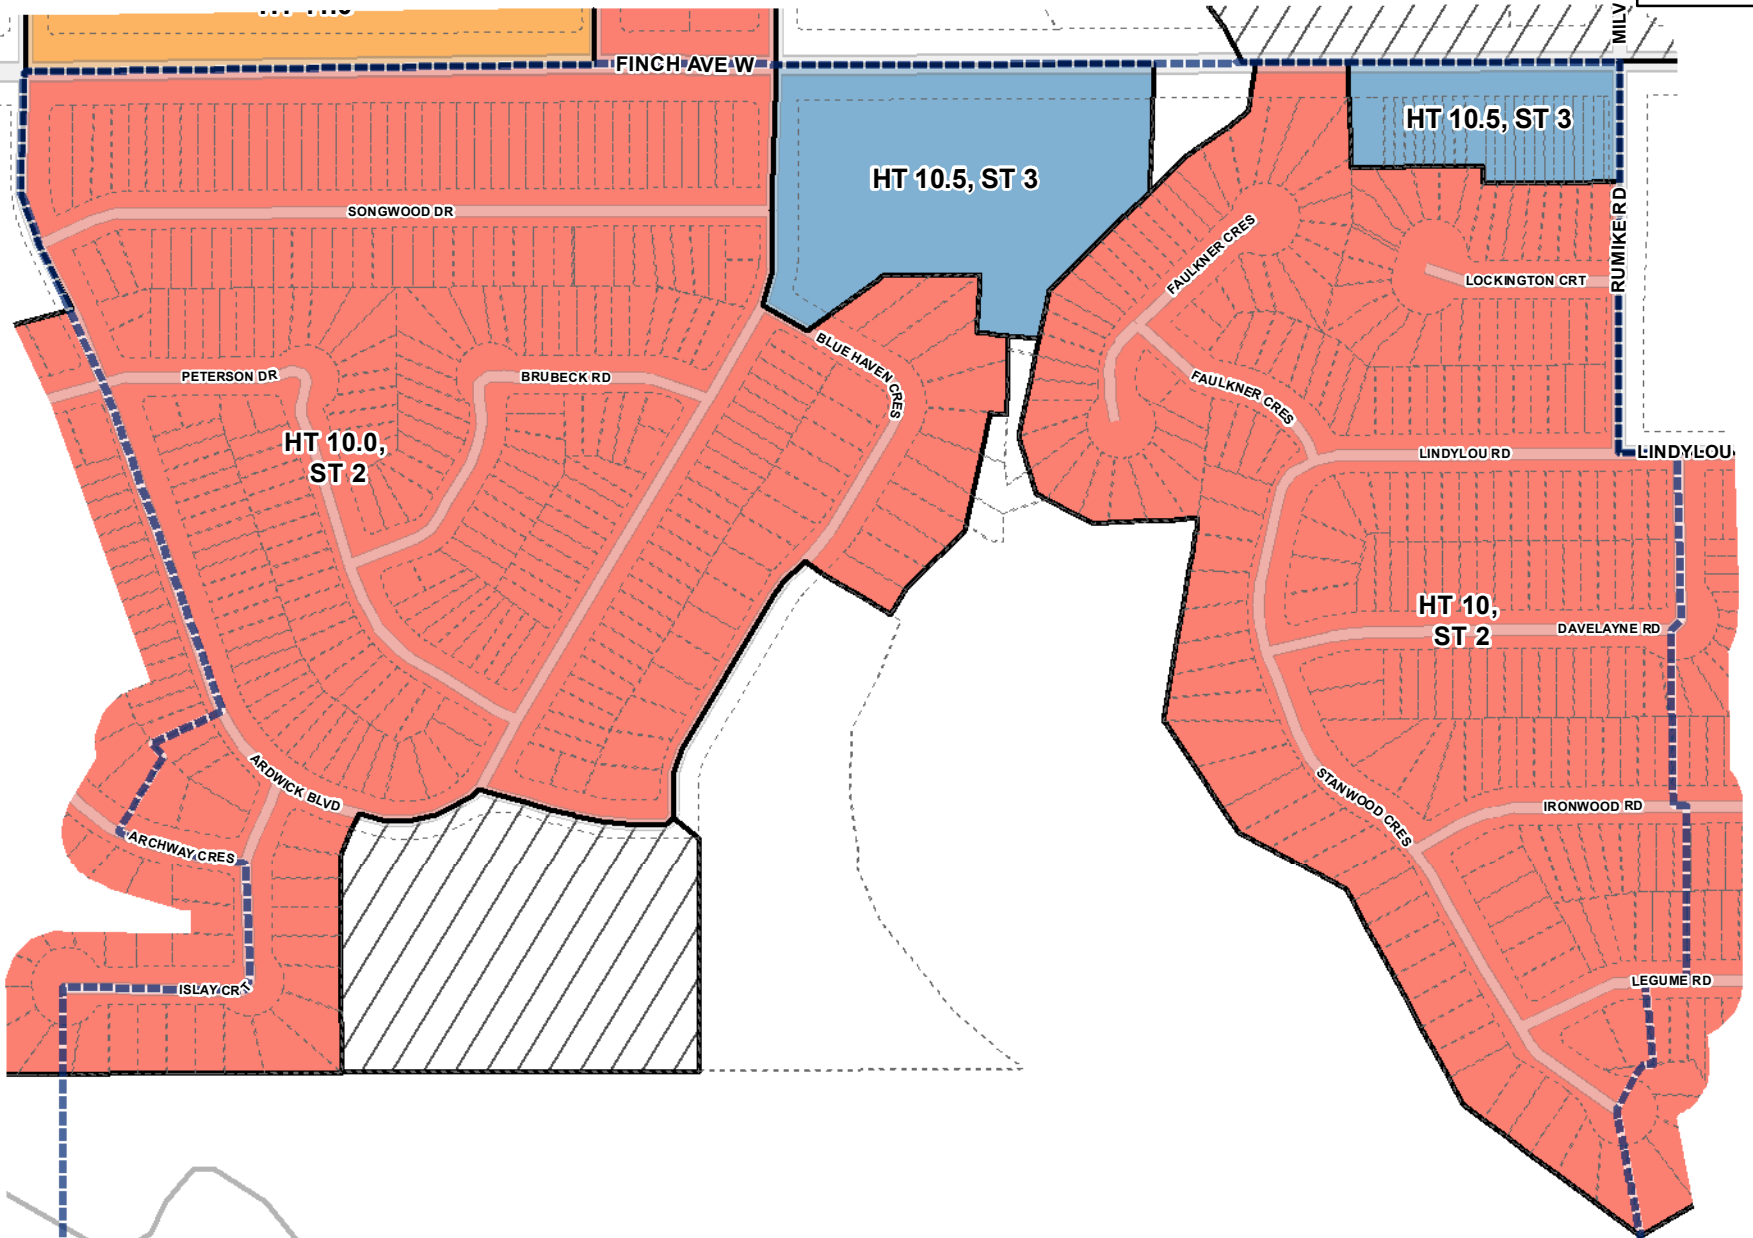 MILV
FINCH AVE W
HT 10.5, ST 3
HT 10.5, ST 3
SONGWOOD DR
FAULKNER CRES
RUMIKE RD
LOCKINGTON CRT
BLUE HAVEN CRES
PETERSON DR
BRUBECK RD
FAULKNER CRES
HT 10.0,
ST 2
LINDYLOU RD
LINDYLOU
HT 10,
ST 2
DAVELAYNE RD
ARDWICK BLVD
STANWOOD CRES
IRONWOOD RD
ARCHWAY CRES
LEGUME RD
ISLAY CRT